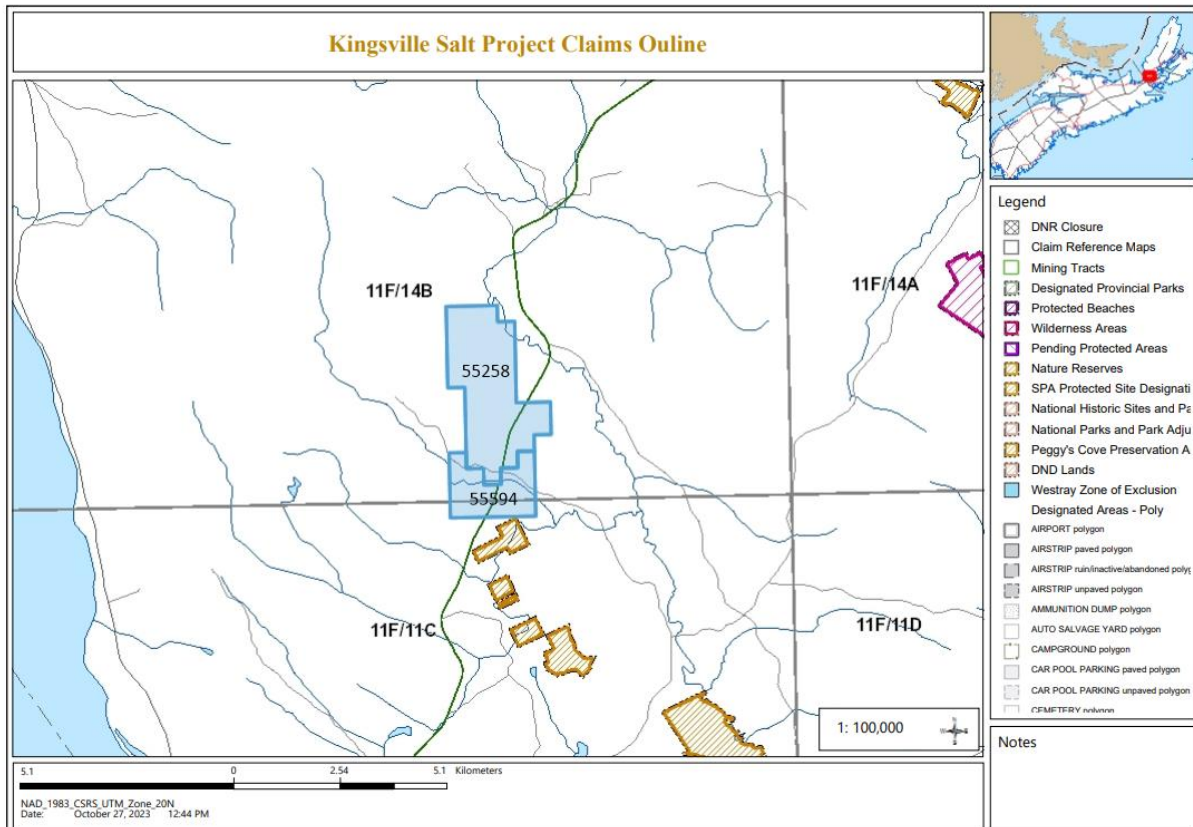 Kingsville Salt Project Claims Ouline
11F/14B
11F/14A
55258
55594
11F/11C
11F/11D
1: 100,000
5.1 0 2.54 5.1 Kilometers
NAD_1983_CSRS_UTM_Zone_20N
Date: October 27, 2023 12:44 PM
Legend
DNR Closure
Claim Reference Maps
Mining Tracts
Designated Provincial Parks
Protected Beaches
Wilderness Areas
Pending Protected Areas
Nature Reserves
SPA Protected Site Designati
National Historic Sites and Pa
National Parks and Park Adju
Peggy's Cove Preservation A
DND Lands
Westray Zone of Exclusion
Designated Areas - Poly
AIRPORT polygon
AIRSTRIP paved polygon
AIRSTRIP ruin/inactive/abandoned polyg
AIRSTRIP unpaved polygon
AMMUNITION DUMP polygon
AUTO SALVAGE YARD polygon
CAMPGROUND polygon
CAR POOL PARKING paved polygon
CAR POOL PARKING unpaved polygon
CEMETERY polygon
Notes